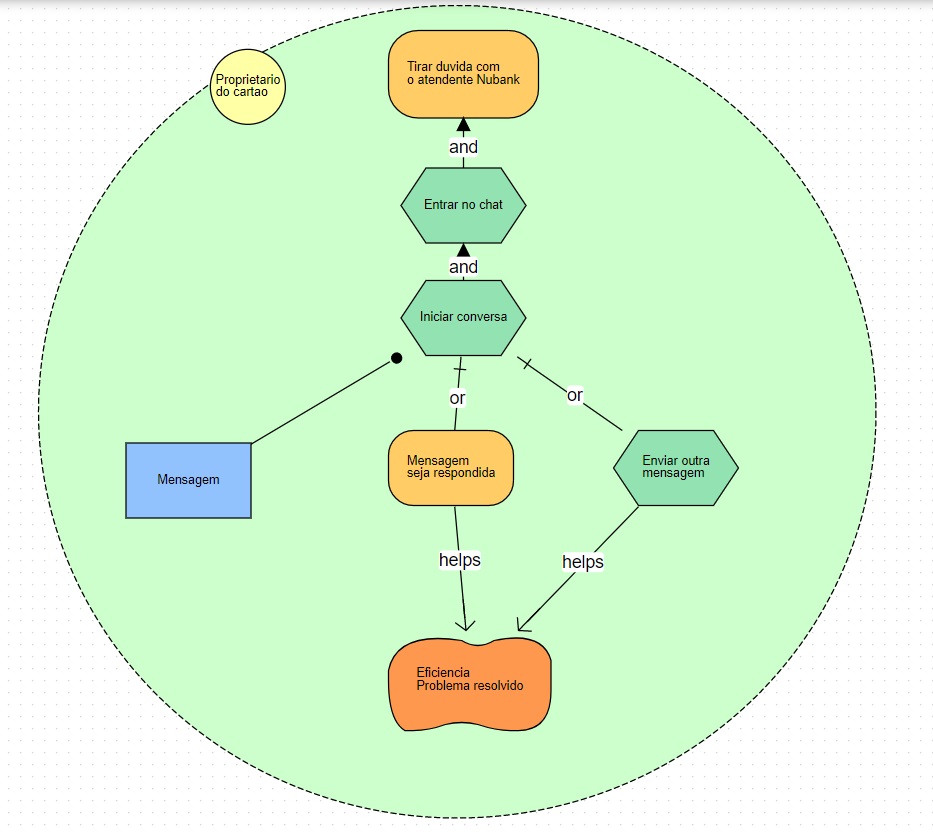 Proprietario
do cartao
Tirar duvida com
o atendente Nubank
and
Entrar no chat
and
Iniciar conversa
or
or
Mensagem
Mensagem
seja respondida
Enviar outra
mensagem
helps
helps
Eficiencia
Problema resolvido